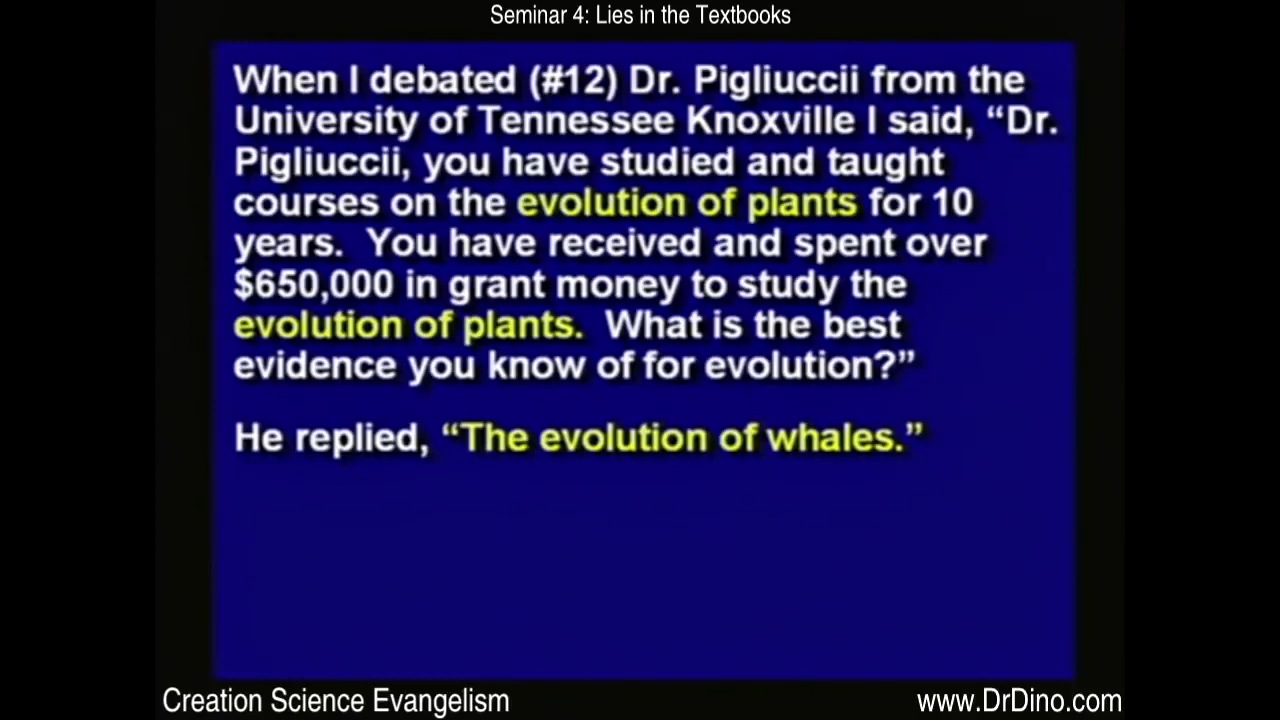 Seminar 4: Lies in the Textbooks
When I debated (#12) Dr. Pigliuccii from the
University of Tennessee Knoxville I said, “Dr.
Pigliuccii, you have studied and taught
courses on the evolution of plants for 10
years.  You have received and spent over
$650,000 in grant money to study the
evolution of plants.  What is the best
evidence you know of for evolution?”
He replied, “The evolution of whales.”
Creation Science Evangelism
www.DrDino.com